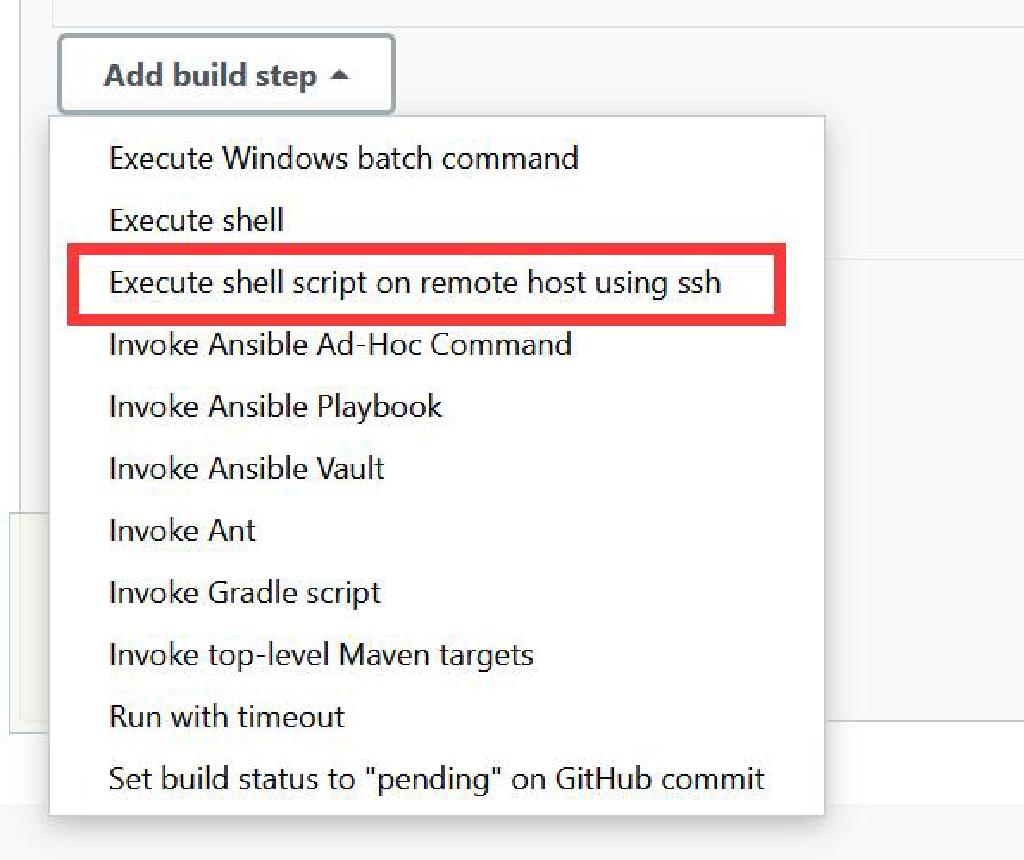 Add build step
Execute Windows batch command
Execute shell
Execute shell script on remote host using ssh
Invoke Ansible Ad-Hoc Command
Invoke Ansible Playbook
Invoke Ansible Vault
Invoke Ant
Invoke Gradle script
Invoke top-level Maven targets
Run with timeout
Set build status to "pending" on GitHub commit